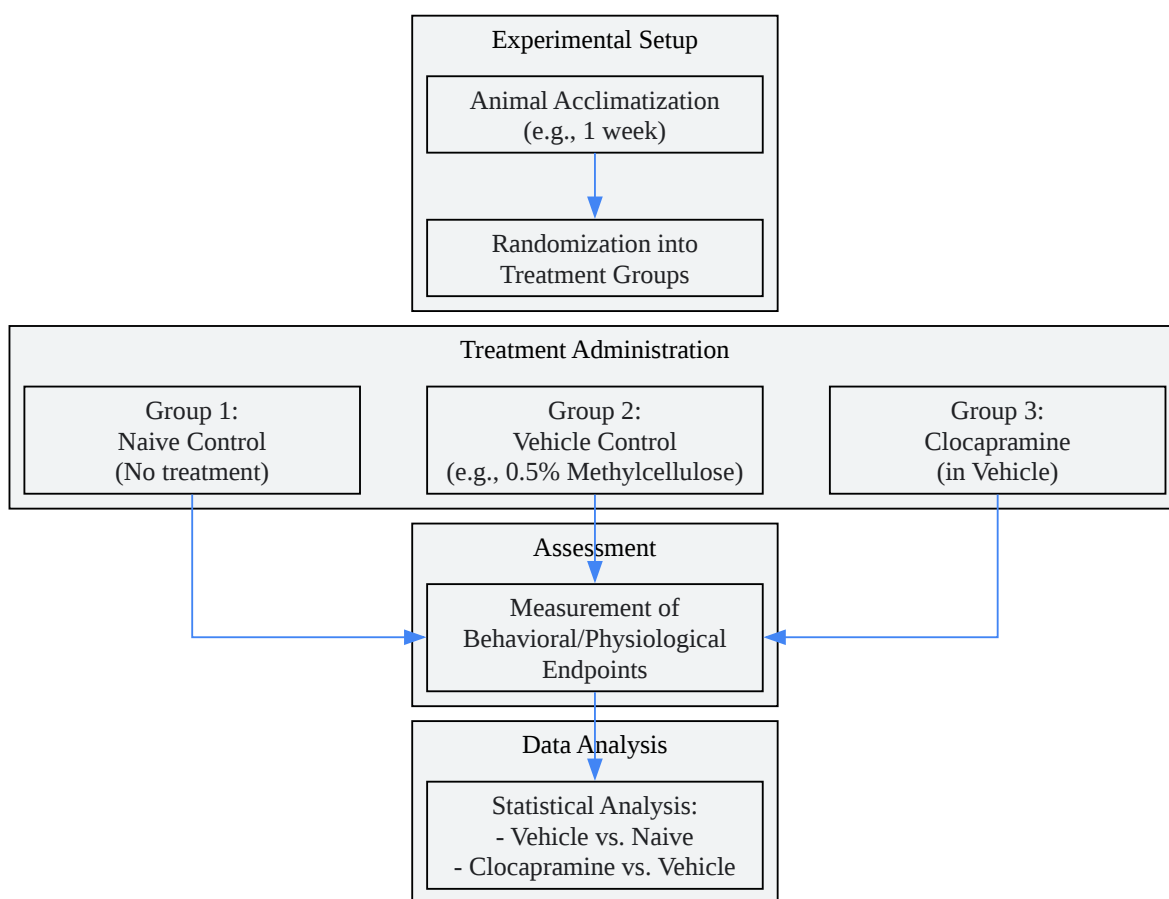 Experimental Setup
Animal Acclimatization
(e.g., 1 week)
Randomization into
Treatment Groups
Treatment Administration
Group 1:
Naive Control
(No treatment)
Group 2:
Vehicle Control
(e.g., 0.5% Methylcellulose)
Group 3:
Clocapramine
(in Vehicle)
Assessment
Measurement of
Behavioral/Physiological
Endpoints
Data Analysis
Statistical Analysis:
- Vehicle vs. Naive
- Clocapramine vs. Vehicle